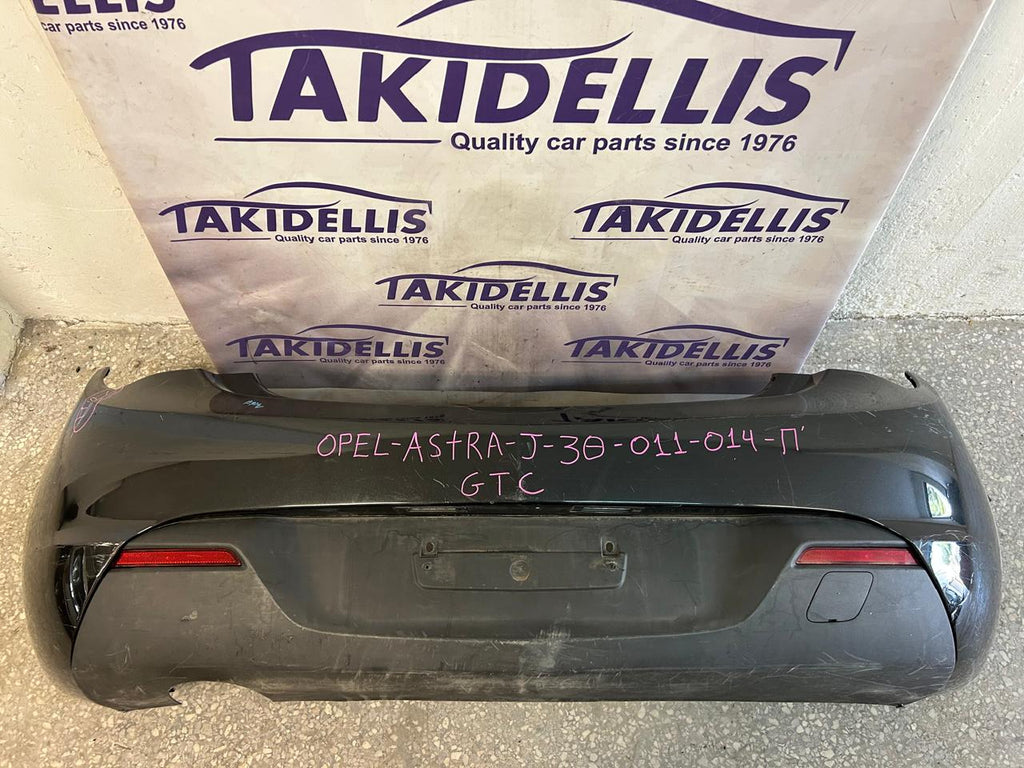 ELLIS
car parts since 1976
TAKIDELLIS
Quality car parts since 1976
TAKIDELLIS
Quality car parts since 1976
TAKIDELLIS
Quality car parts since 1976
TAKIDELLIS
Quality car parts since 1976
TAKIDELLIS
Quality car parts since 1976
TAKIDELLIS
Quality car parts since 1976
OPEL-ASTRA-J-3Θ-011-014-Π'
GTC